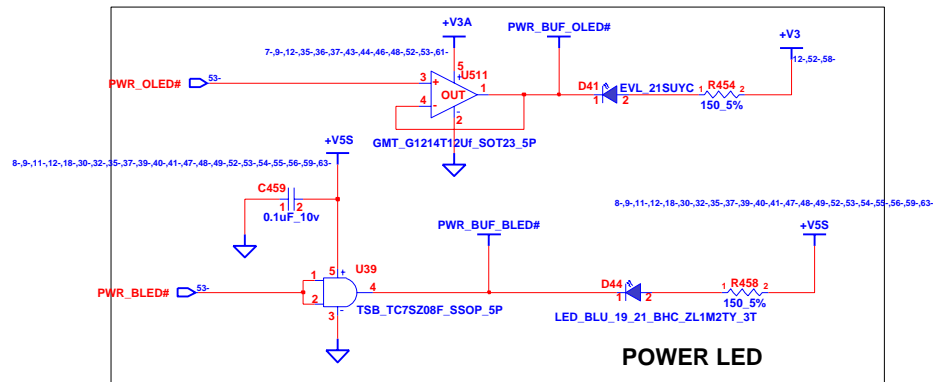 +V3A
PWR_BUF_OLED#
+V3
7-,9-,12-,35-,36-,37-,43-,44-,46-,48-,52-,53-,61-
12-,52-,58-
PWR_OLED#
53-
3
+
5
+
U511
OUT
1
4
-
-
2
GMT_G1214T12Uf_SOT23_5P
D41
EVL_21SUYC
1
2
1
R454
2
150_5%
+V5S
8-,9-,11-,12-,18-,30-,32-,35-,37-,39-,40-,41-,47-,48-,49-,52-,53-,54-,55-,56-,59-,63-
C459
1
2
0.1uF_10v
8-,9-,11-,12-,18-,30-,32-,35-,37-,39-,40-,41-,47-,48-,49-,52-,53-,54-,55-,56-,59-,63-
+V5S
PWR_BUF_BLED#
PWR_BLED#
53-
1
2
5
+
U39
4
3
-
TSB_TC7SZ08F_SSOP_5P
D44
1
2
LED_BLU_19_21_BHC_ZL1M2TY_3T
1
R458
2
150_5%
POWER LED